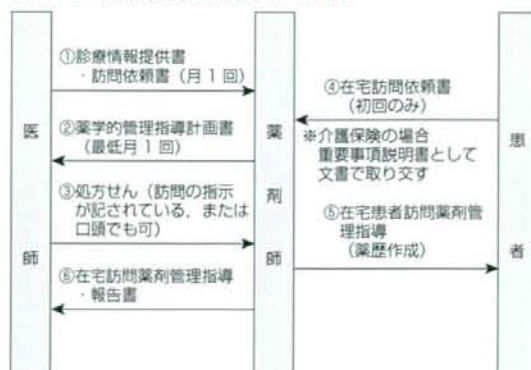 医師
①診療情報提供書
・訪問依頼書（月1回）
②薬学的管理指導計画書
（最低月1回）
③処方せん（訪問の指示
が記されている，または
口頭でも可）
⑥在宅訪問薬剤管理指導
・報告書
薬剤師
④在宅訪問依頼書
（初回のみ）
※介護保険の場合
重要事項説明書として
文書で取り交す
⑤在宅患者訪問薬剤管
理指導
（薬歴作成）
患者